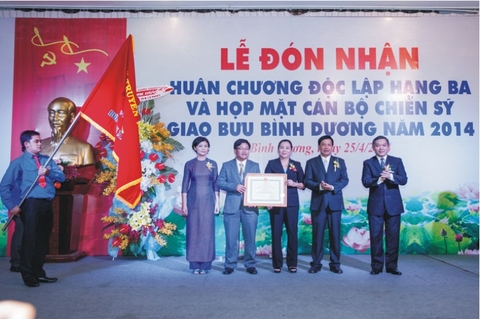 LỄ ĐÓN NHẬN
HUÂN CHƯƠNG ĐỘC LẬP HẠNG BA
VÀ HỌP MẶT CÁN BỘ CHIẾN SỸ
GIAO BƯU BÌNH DƯƠNG NĂM 2014
Bình Dương, 25/4/
TRUYỀN